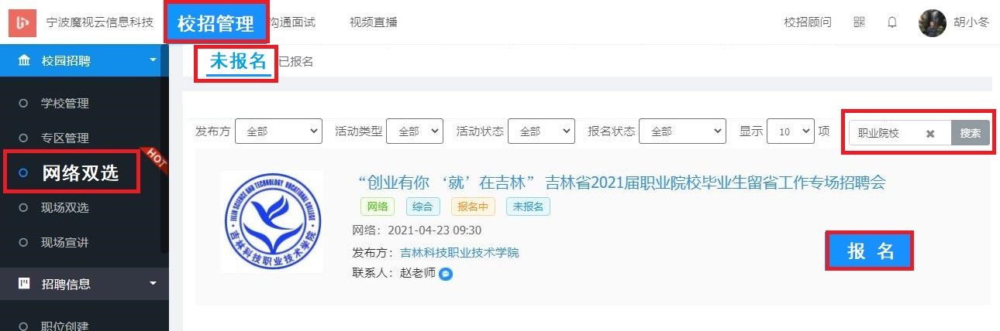 宁波魔视云信息科技 校招管理 沟通面试 视频直播 校招顾问 胡小冬
校园招聘 未报名 已报名
学校管理
专区管理
HOT
网络双选
现场双选
现场宣讲
招聘信息
职位创建
发布方 全部 活动类型 全部 活动状态 全部 报名状态 全部 显示 10 项 职业院校 搜索
JILIN SCIENCE AND TECHNOLOGY VOCATIONAL COLLEGE
吉林科技职业技术学院
“创业有你 ‘就’在吉林” 吉林省2021届职业院校毕业生留省工作专场招聘会
网络 综合 报名中 未报名
网络：2021-04-23 09:30
发布方：吉林科技职业技术学院
联系人：赵老师
报 名